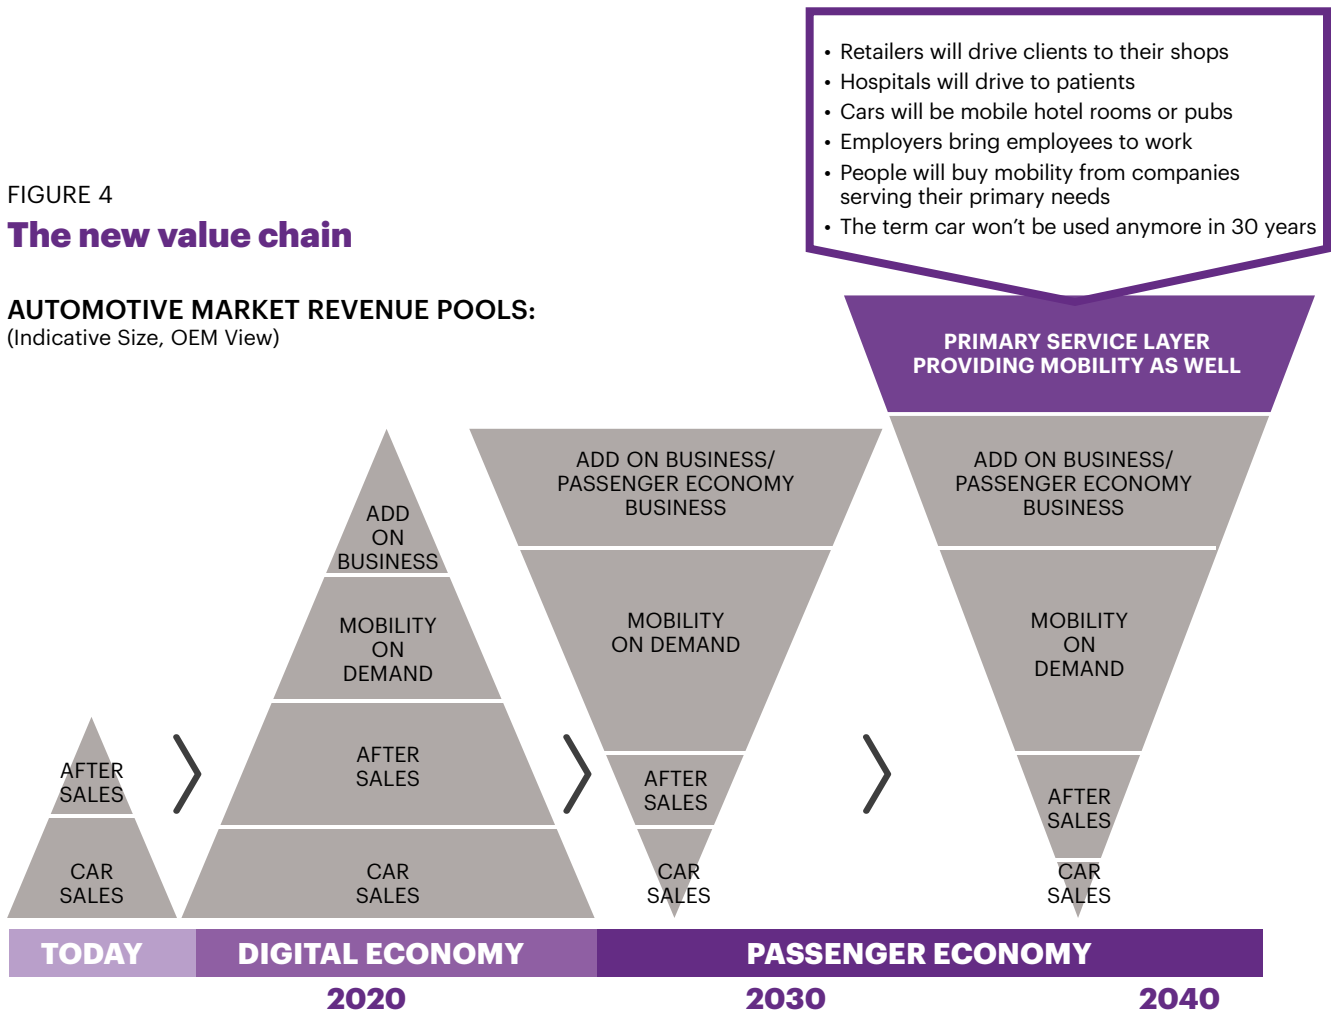 • Retailers will drive clients to their shops
• Hospitals will drive to patients
• Cars will be mobile hotel rooms or pubs
• Employers bring employees to work
• People will buy mobility from companies
serving their primary needs
• The term car won’t be used anymore in 30 years
FIGURE 4
The new value chain
AUTOMOTIVE MARKET REVENUE POOLS:
(Indicative Size, OEM View)
AFTER
SALES
CAR
SALES
ADD
ON
BUSINESS
MOBILITY
ON
DEMAND
AFTER
SALES
CAR
SALES
ADD ON BUSINESS/
PASSENGER ECONOMY
BUSINESS
MOBILITY
ON DEMAND
AFTER
SALES
CAR
SALES
PRIMARY SERVICE LAYER
PROVIDING MOBILITY AS WELL
ADD ON BUSINESS/
PASSENGER ECONOMY
BUSINESS
MOBILITY
ON
DEMAND
AFTER
SALES
CAR
SALES
TODAY
DIGITAL ECONOMY
PASSENGER ECONOMY
2020
2030
2040